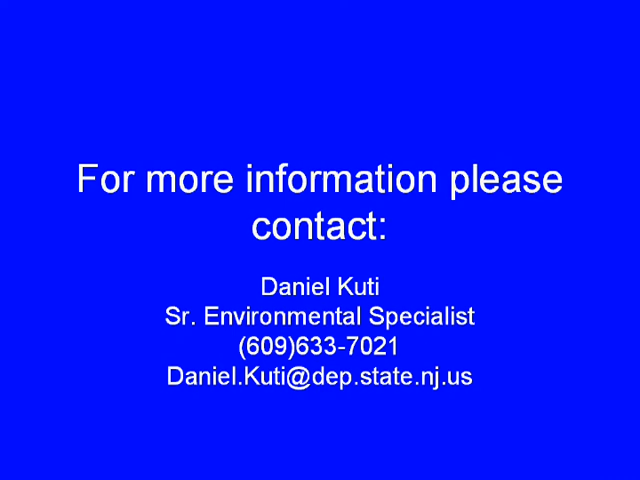 For more information please
contact:
Daniel Kuti
Sr. Environmental Specialist
(609)633-7021
Daniel.Kuti@dep.state.nj.us